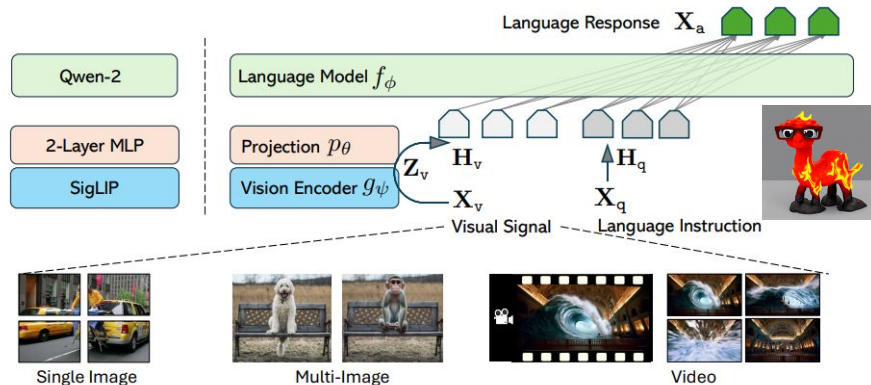 Language Response X_a
Qwen-2
Language Model f_ϕ
2-Layer MLP
Projection p_θ
Z_v
H_v
H_q
SigLIP
Vision Encoder g_ψ
X_v
X_q
Visual Signal
Language Instruction
Single Image
Multi-Image
Video